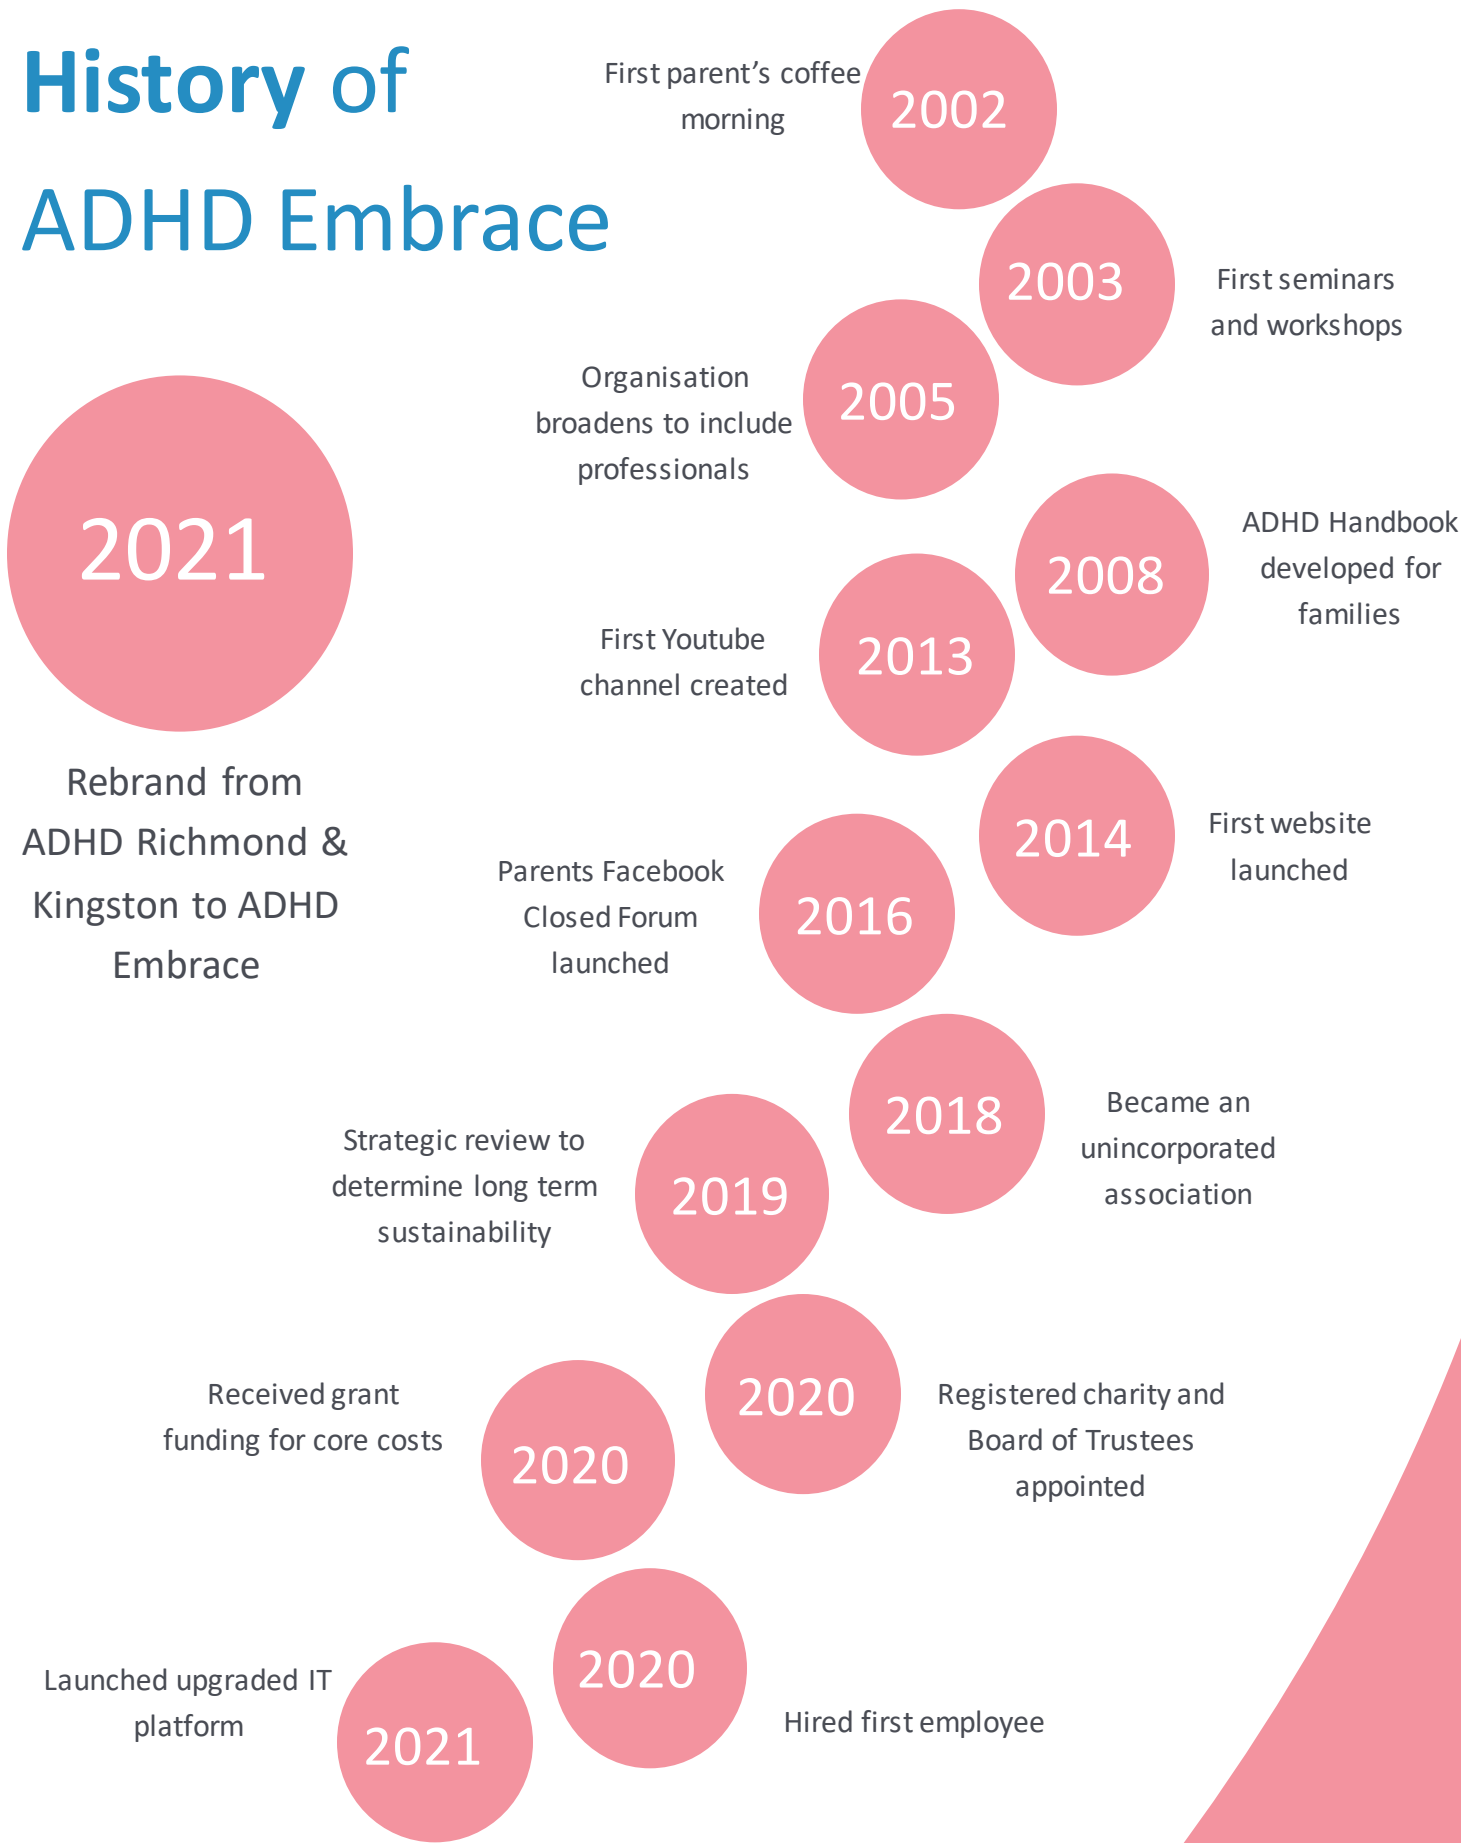 History of
ADHD Embrace
First parent's coffee
morning
2002
2003
First seminars
and workshops
Organisation
broadens to include
professionals
2005
ADHD Handbook
developed for
families
2008
First Youtube
channel created
2013
First website
launched
2014
Parents Facebook
Closed Forum
launched
2016
Became an
unincorporated
association
2018
Strategic review to
determine long term
sustainability
2019
Registered charity and
Board of Trustees
appointed
2020
Received grant
funding for core costs
2020
Hired first employee
2020
Launched upgraded IT
platform
2021
2021
Rebrand from
ADHD Richmond &
Kingston to ADHD
Embrace